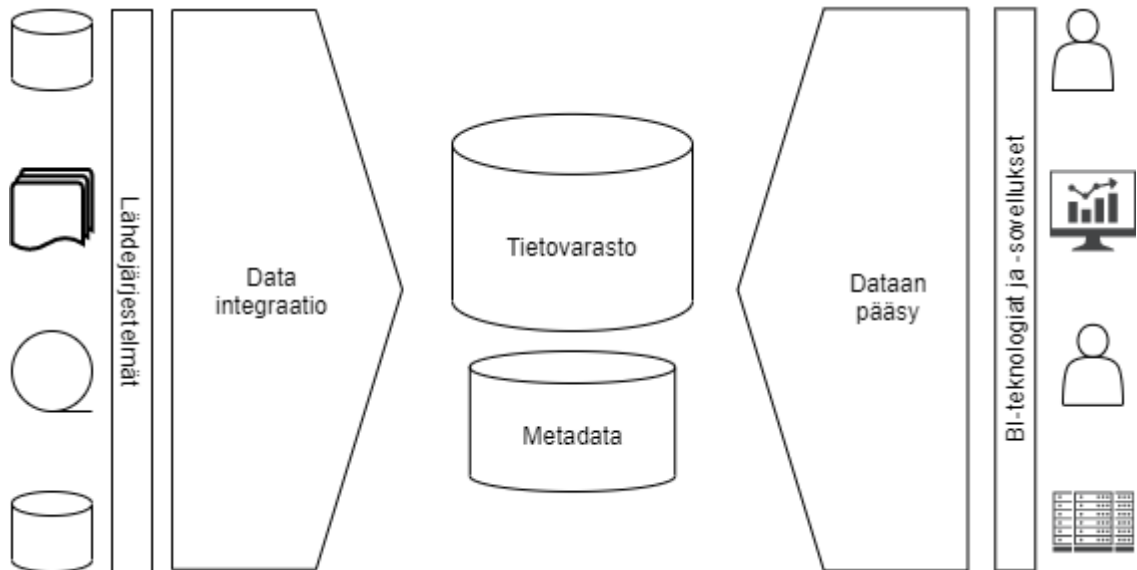 Lähdejärjestelmät
Data
integraatio
Tietovarasto
Metadata
Dataan
pääsy
BI-teknologiat ja -sovellukset